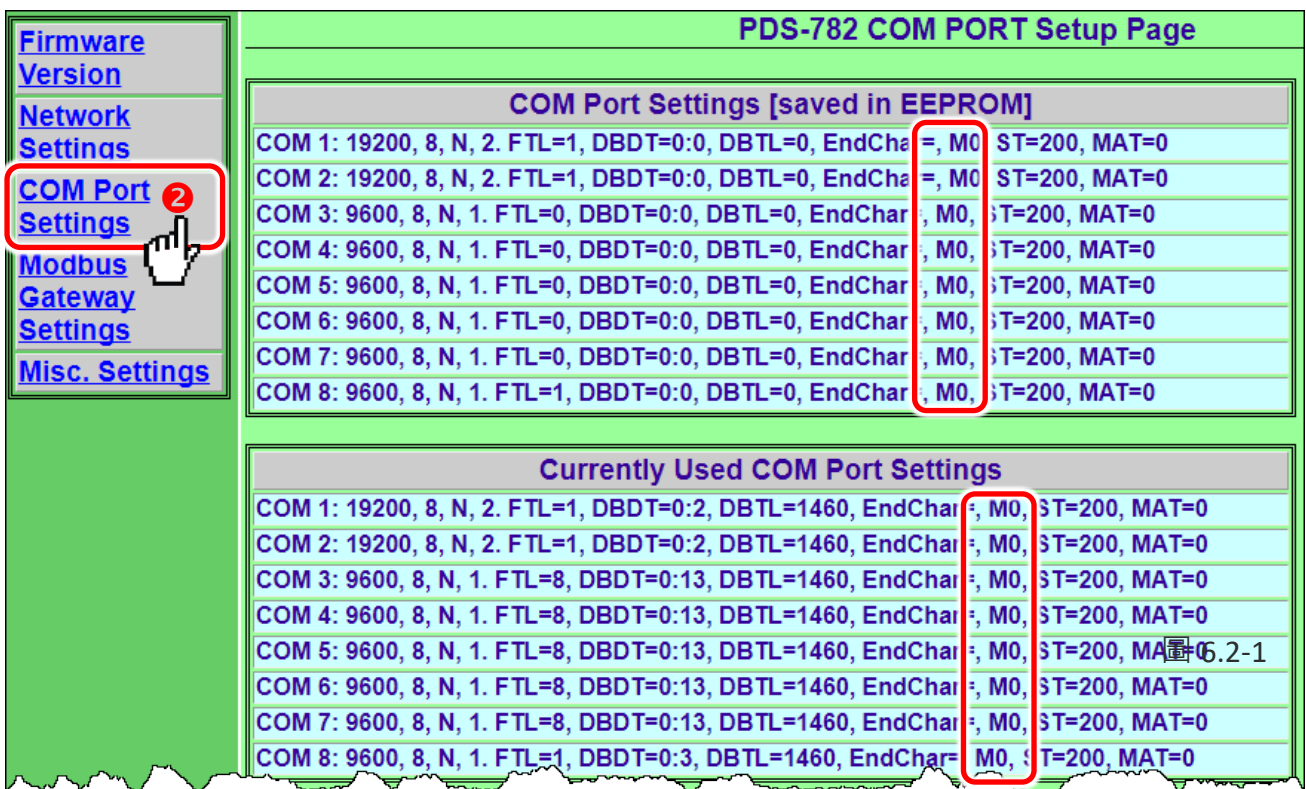 Firmware
Version
Network
Settings
COM Port
Settings
2
Modbus
Gateway
Settings
Misc. Settings
PDS-782 COM PORT Setup Page
COM Port Settings [saved in EEPROM]
COM 1: 19200, 8, N, 2. FTL=1, DBDT=0:0, DBTL=0, EndChar=, M0, ST=200, MAT=0
COM 2: 19200, 8, N, 2. FTL=1, DBDT=0:0, DBTL=0, EndChar=, M0, ST=200, MAT=0
COM 3: 9600, 8, N, 1. FTL=0, DBDT=0:0, DBTL=0, EndChar=, M0, ST=200, MAT=0
COM 4: 9600, 8, N, 1. FTL=0, DBDT=0:0, DBTL=0, EndChar=, M0, ST=200, MAT=0
COM 5: 9600, 8, N, 1. FTL=0, DBDT=0:0, DBTL=0, EndChar=, M0, ST=200, MAT=0
COM 6: 9600, 8, N, 1. FTL=0, DBDT=0:0, DBTL=0, EndChar=, M0, ST=200, MAT=0
COM 7: 9600, 8, N, 1. FTL=0, DBDT=0:0, DBTL=0, EndChar=, M0, ST=200, MAT=0
COM 8: 9600, 8, N, 1. FTL=1, DBDT=0:0, DBTL=0, EndChar=, M0, ST=200, MAT=0
Currently Used COM Port Settings
COM 1: 19200, 8, N, 2. FTL=1, DBDT=0:2, DBTL=1460, EndChar=, M0, ST=200, MAT=0
COM 2: 19200, 8, N, 2. FTL=1, DBDT=0:2, DBTL=1460, EndChar=, M0, ST=200, MAT=0
COM 3: 9600, 8, N, 1. FTL=8, DBDT=0:13, DBTL=1460, EndChar=, M0, ST=200, MAT=0
COM 4: 9600, 8, N, 1. FTL=8, DBDT=0:13, DBTL=1460, EndChar=, M0, ST=200, MAT=0
COM 5: 9600, 8, N, 1. FTL=8, DBDT=0:13, DBTL=1460, EndChar=, M0, ST=200, MAT=0
圖 6.2-1
COM 6: 9600, 8, N, 1. FTL=8, DBDT=0:13, DBTL=1460, EndChar=, M0, ST=200, MAT=0
COM 7: 9600, 8, N, 1. FTL=8, DBDT=0:13, DBTL=1460, EndChar=, M0, ST=200, MAT=0
COM 8: 9600, 8, N, 1. FTL=1, DBDT=0:3, DBTL=1460, EndChar=, M0, ST=200, MAT=0